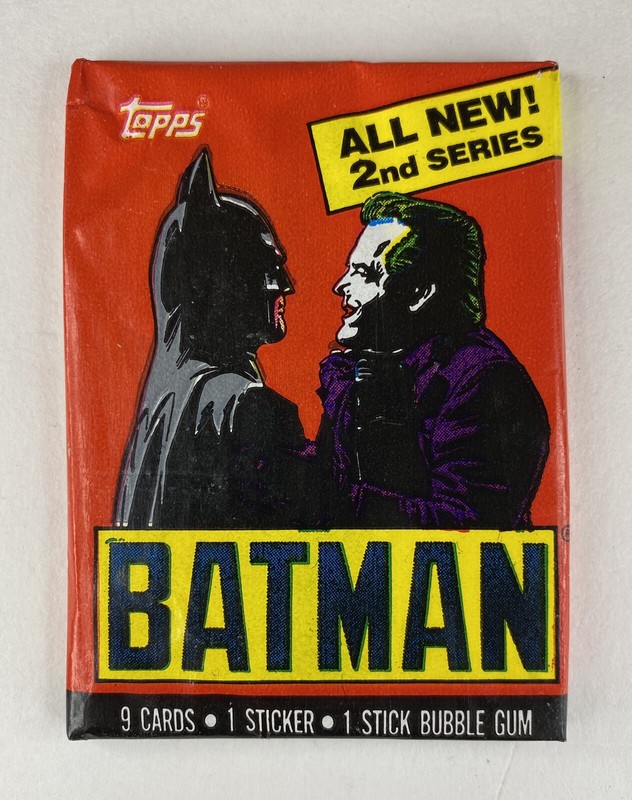 Topps®
ALL NEW!
2nd SERIES
BATMAN®
9 CARDS • 1 STICKER • 1 STICK BUBBLE GUM